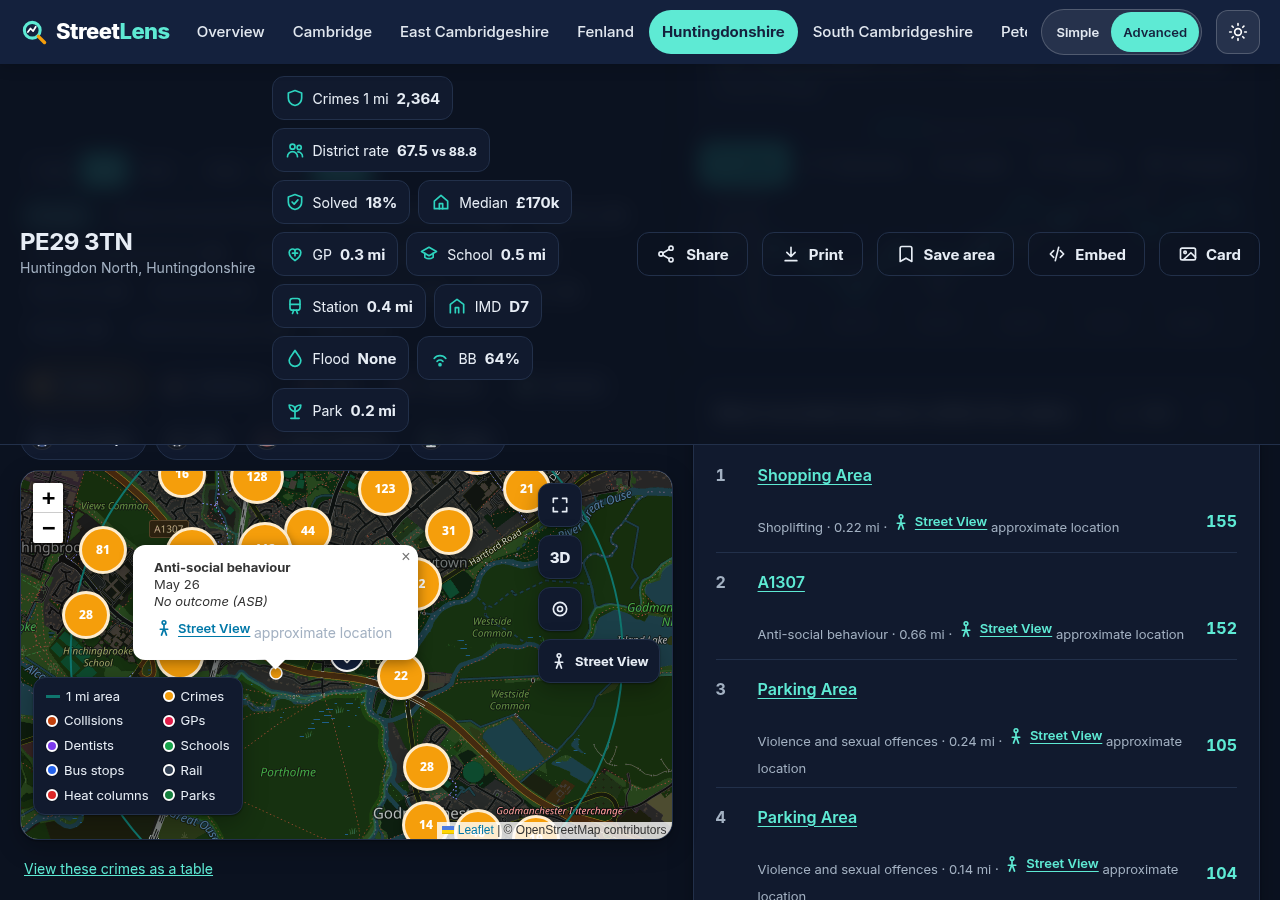 StreetLens
Overview
Cambridge
East Cambridgeshire
Fenland
Huntingdonshire
South Cambridgeshire
Simple
Advanced
PE29 3TN
Huntingdon North, Huntingdonshire
Crimes 1 mi 2,364
District rate 67.5 vs 88.8
Solved 18%
Median £170k
GP 0.3 mi
School 0.5 mi
Station 0.4 mi
IMD D7
Flood None
BB 64%
Park 0.2 mi
Share
Print
Save area
Embed
Card
+
−
16
128
123
21
Views Common
A1307
81
44
31
Hartford Road
River Great Ouse
28
Hinchingbrooke
School
22
Westside
Common
Westside
Common
Portholme
28
14
Godmanchester Interchange
3D
Street View
Anti-social behaviour
May 26
No outcome (ASB)
Street View approximate location
×
1 mi area
Crimes
Collisions
GPs
Dentists
Schools
Bus stops
Rail
Heat columns
Parks
Leaflet | © OpenStreetMap contributors
View these crimes as a table
1
Shopping Area
Shoplifting · 0.22 mi · Street View approximate location
155
2
A1307
Anti-social behaviour · 0.66 mi · Street View approximate location
152
3
Parking Area
Violence and sexual offences · 0.24 mi · Street View approximate
location
105
4
Parking Area
Violence and sexual offences · 0.14 mi · Street View approximate
location
104